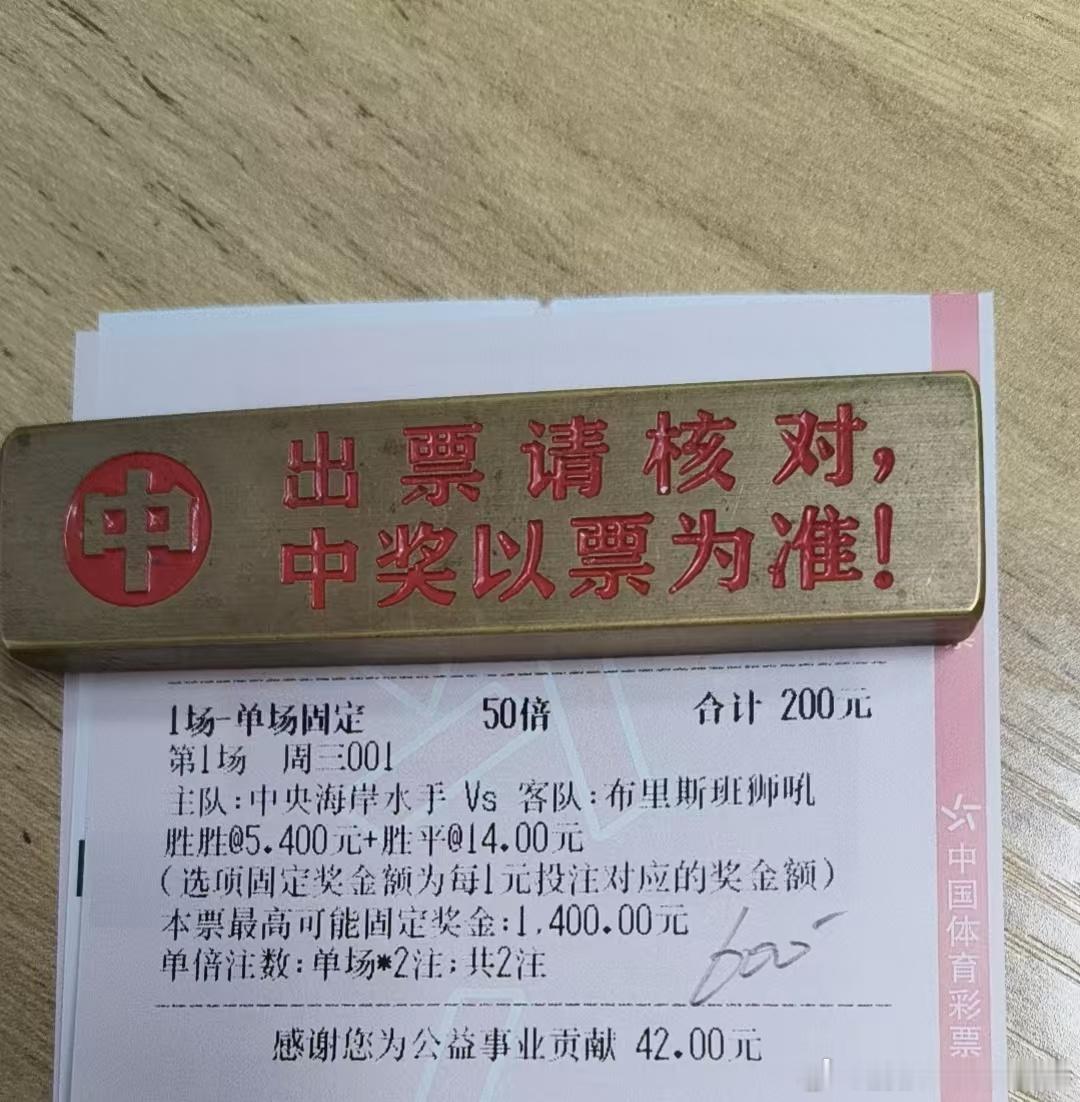 中
出票请核对,
中奖以票为准!
1场-单场固定 50倍 合计 200元
第1场 周三001
主队:中央海岸水手 Vs 客队:布里斯班狮吼
胜胜@5.400元+胜平@14.00元
(选项固定奖金额为每1元投注对应的奖金额)
本票最高可能固定奖金:1,400.00元
单倍注数:单场*2注;共2注
600
感谢您为公益事业贡献 42.00元
中国体育彩票